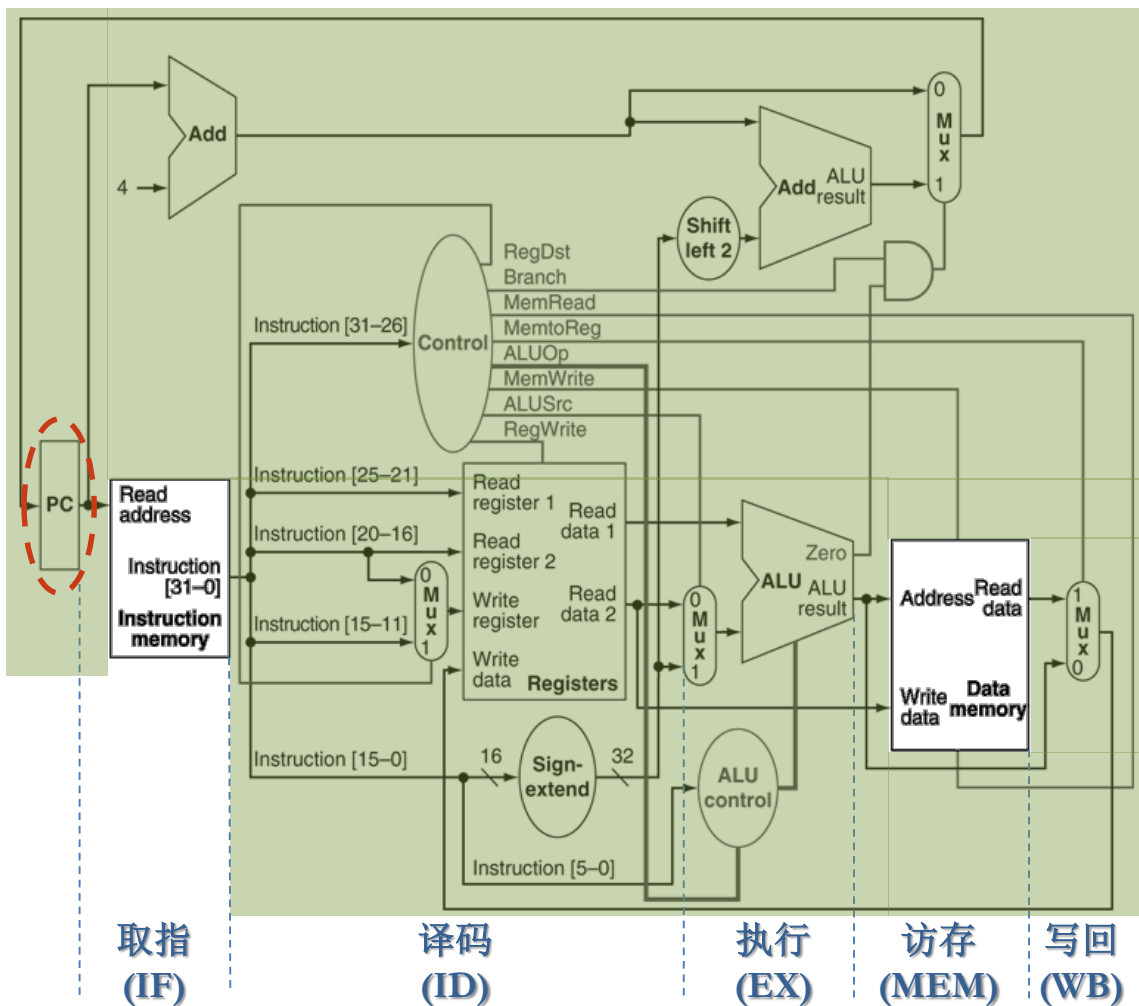 0
M
u
x
1
Add
4
Add
ALU
result
Shift
left 2
RegDst
Branch
MemRead
MemtoReg
ALUOp
MemWrite
ALUSrc
RegWrite
Control
Instruction [31–26]
Instruction [25–21]
Instruction [20–16]
Instruction [15–11]
Instruction [15–0]
Instruction [5–0]
PC
Read
address
Instruction
[31–0]
Instruction
memory
0
M
u
x
1
Read
register 1
Read
register 2
Write
register
Write
data
Read
data 1
Read
data 2
Registers
16
Sign-
extend
32
0
M
u
x
1
Zero
ALU
ALU
result
ALU
control
Address
Read
data
Write
data
Data
memory
1
M
u
x
0
取指
(IF)
译码
(ID)
执行
(EX)
访存
(MEM)
写回
(WB)